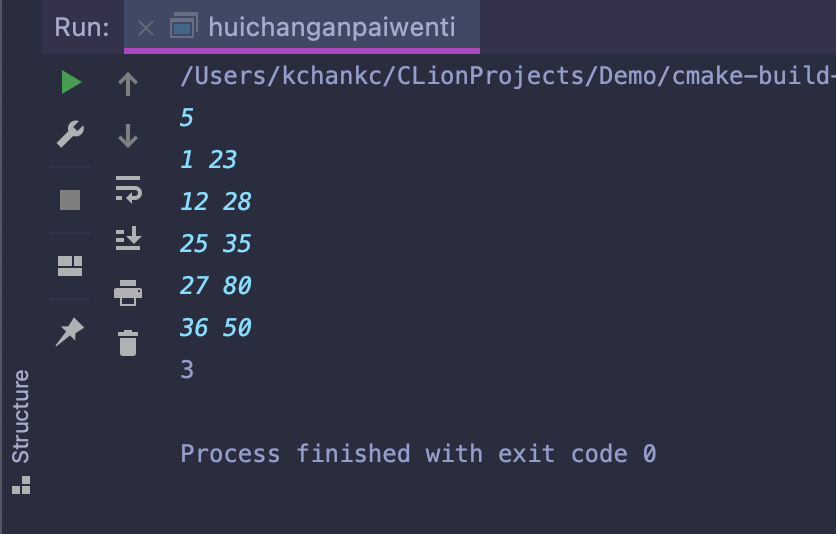 Run: huichanganpaiwenti
/Users/kchankc/CLionProjects/Demo/cmake-build-
5
1 23
12 28
25 35
27 80
36 50
3
Process finished with exit code 0
Structure